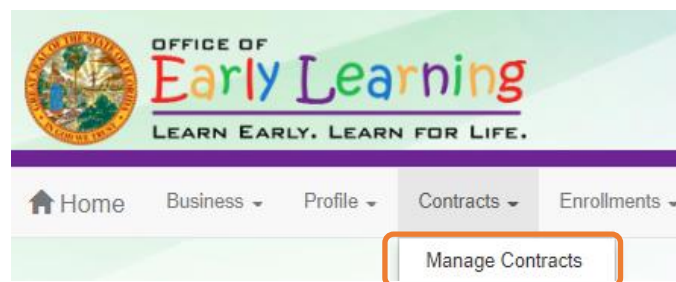 OFFICE OF
Early Learning
LEARN EARLY. LEARN FOR LIFE.
Home Business Profile Contracts Enrollments
Manage Contracts